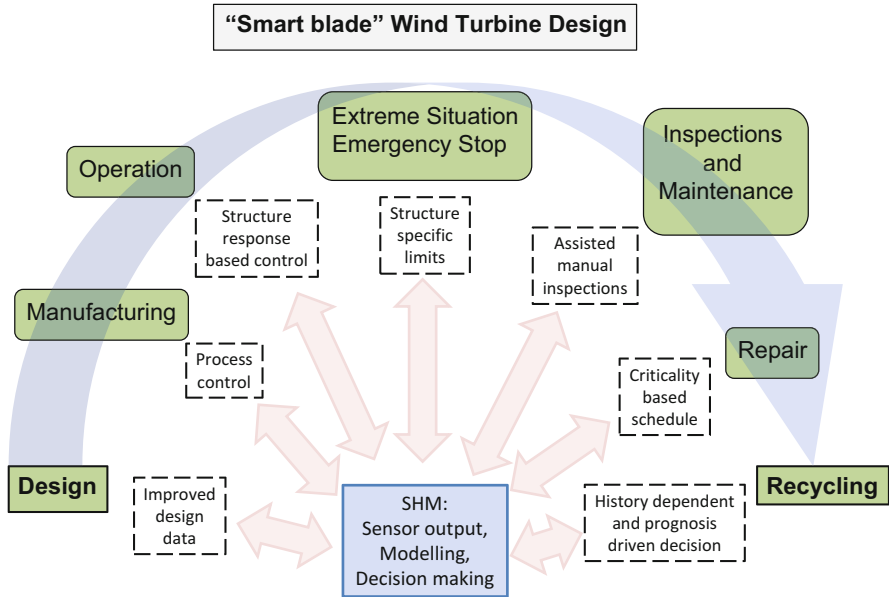 “Smart blade” Wind Turbine Design
Extreme Situation
Emergency Stop
Inspections
and
Maintenance
Operation
Structure
response
based control
Structure
specific
limits
Assisted
manual
inspections
Manufacturing
Process
control
Repair
Criticality
based
schedule
Design
Improved
design
data
SHM:
Sensor output,
Modelling,
Decision making
History dependent
and prognosis
driven decision
Recycling